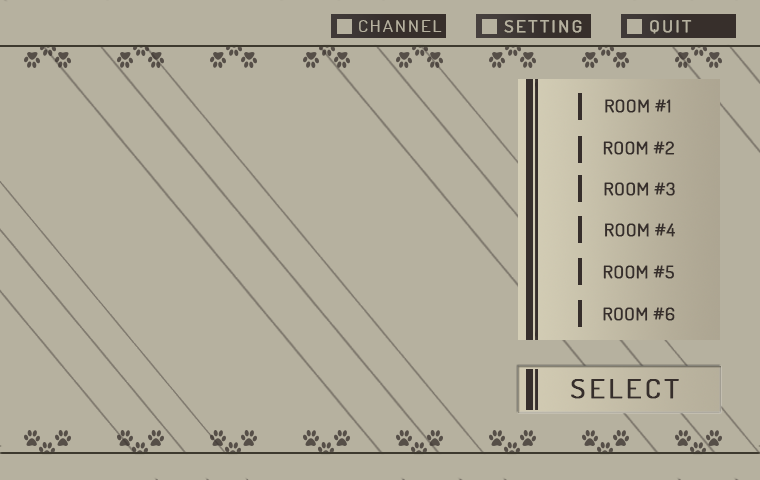 CHANNEL
SETTING
QUIT
ROOM #1
ROOM #2
ROOM #3
ROOM #4
ROOM #5
ROOM #6
SELECT